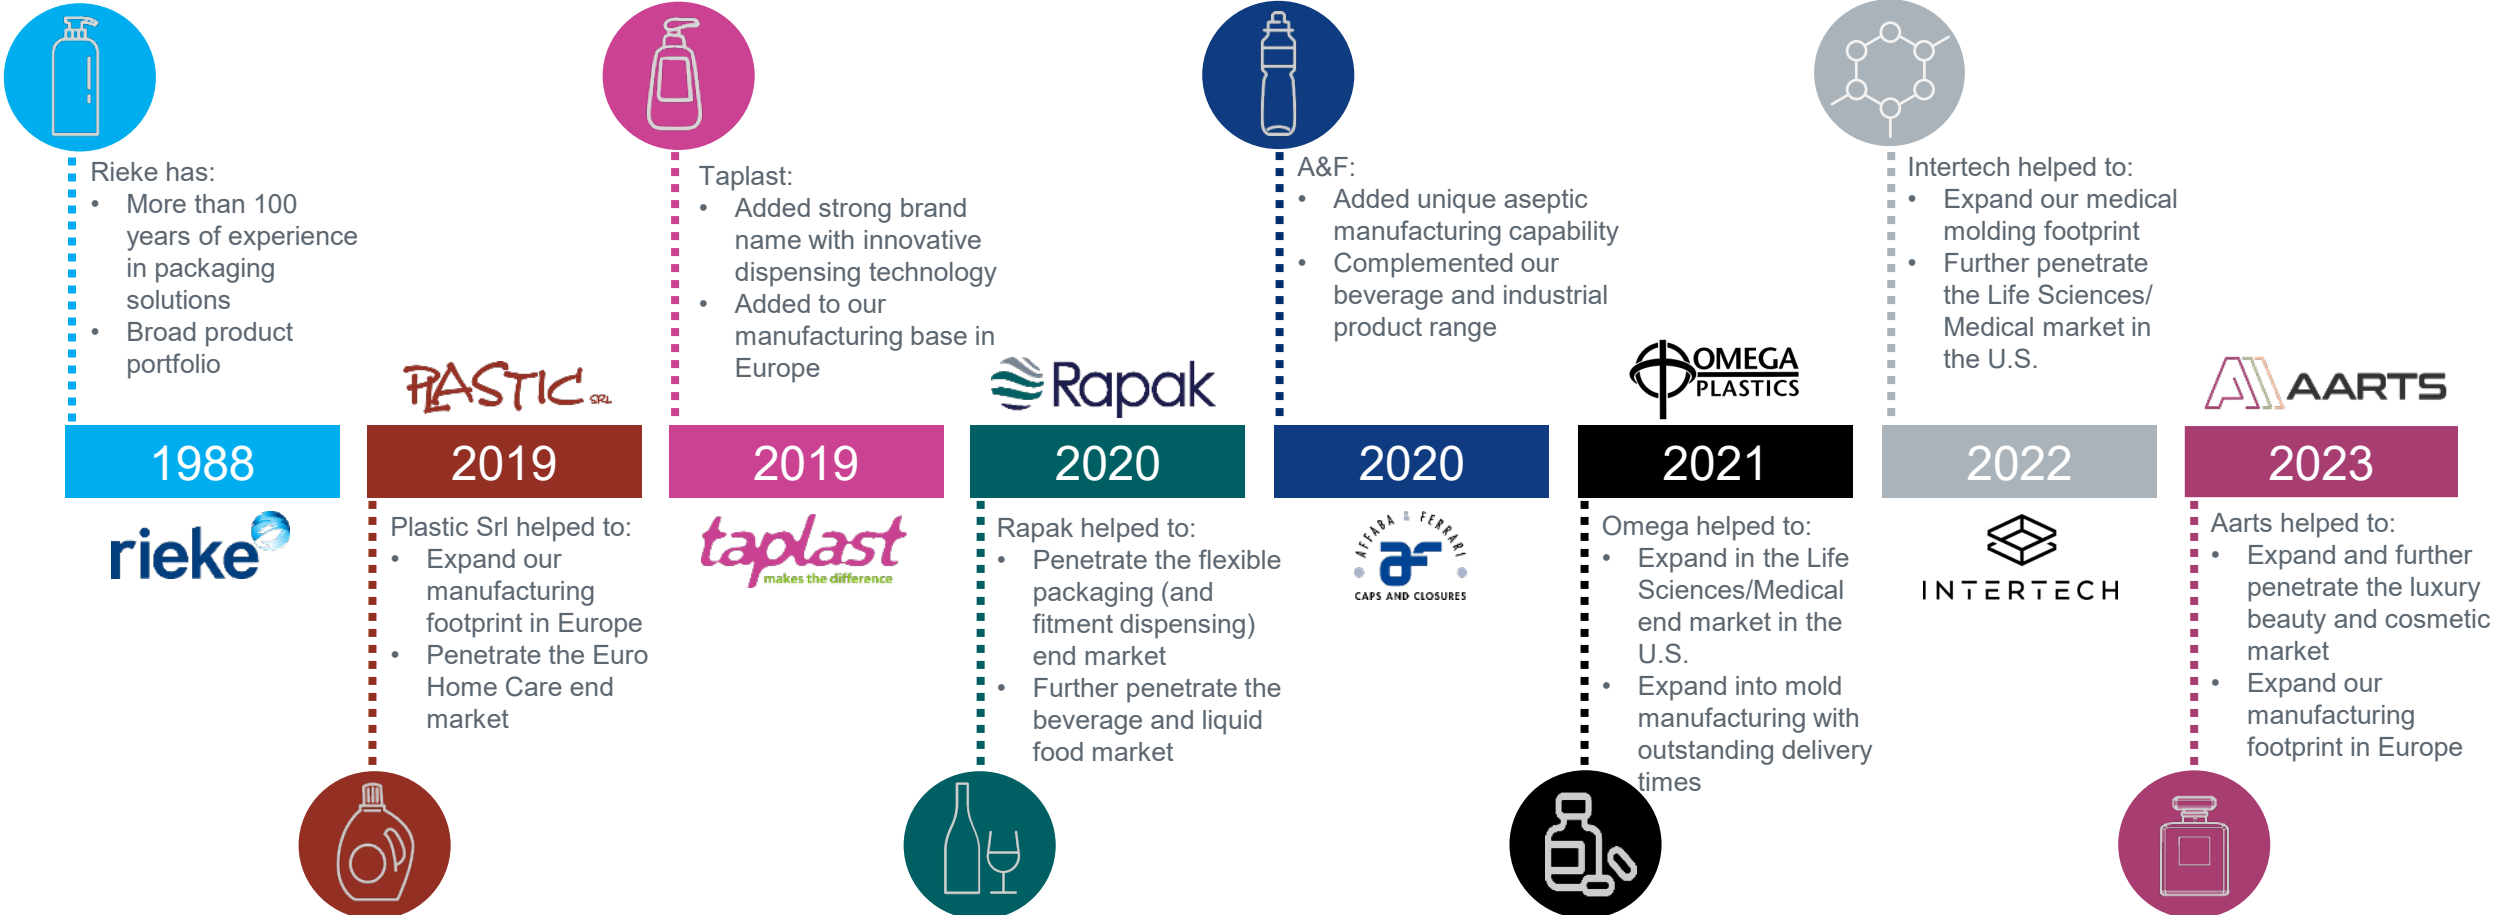 Rieke has:
• More than 100
years of experience
in packaging
solutions
• Broad product
portfolio
1988
rieke
PLASTIC SRL
2019
Plastic Srl helped to:
• Expand our
manufacturing
footprint in Europe
• Penetrate the Euro
Home Care end
market
Taplast:
• Added strong brand
name with innovative
dispensing technology
• Added to our
manufacturing base in
Europe
2019
taplast
makes the difference
Rapak
2020
Rapak helped to:
• Penetrate the flexible
packaging (and
fitment dispensing)
end market
• Further penetrate the
beverage and liquid
food market
A&F:
• Added unique aseptic
manufacturing capability
• Complemented our
beverage and industrial
product range
2020
AFFABA & FERRARI
af
CAPS AND CLOSURES
OMEGA
PLASTICS
2021
Omega helped to:
• Expand in the Life
Sciences/Medical
end market in the
U.S.
• Expand into mold
manufacturing with
outstanding delivery
times
Intertech helped to:
• Expand our medical
molding footprint
• Further penetrate
the Life Sciences/
Medical market in
the U.S.
2022
INTERTECH
AARTS
2023
Aarts helped to:
• Expand and further
penetrate the luxury
beauty and cosmetic
market
• Expand our
manufacturing
footprint in Europe